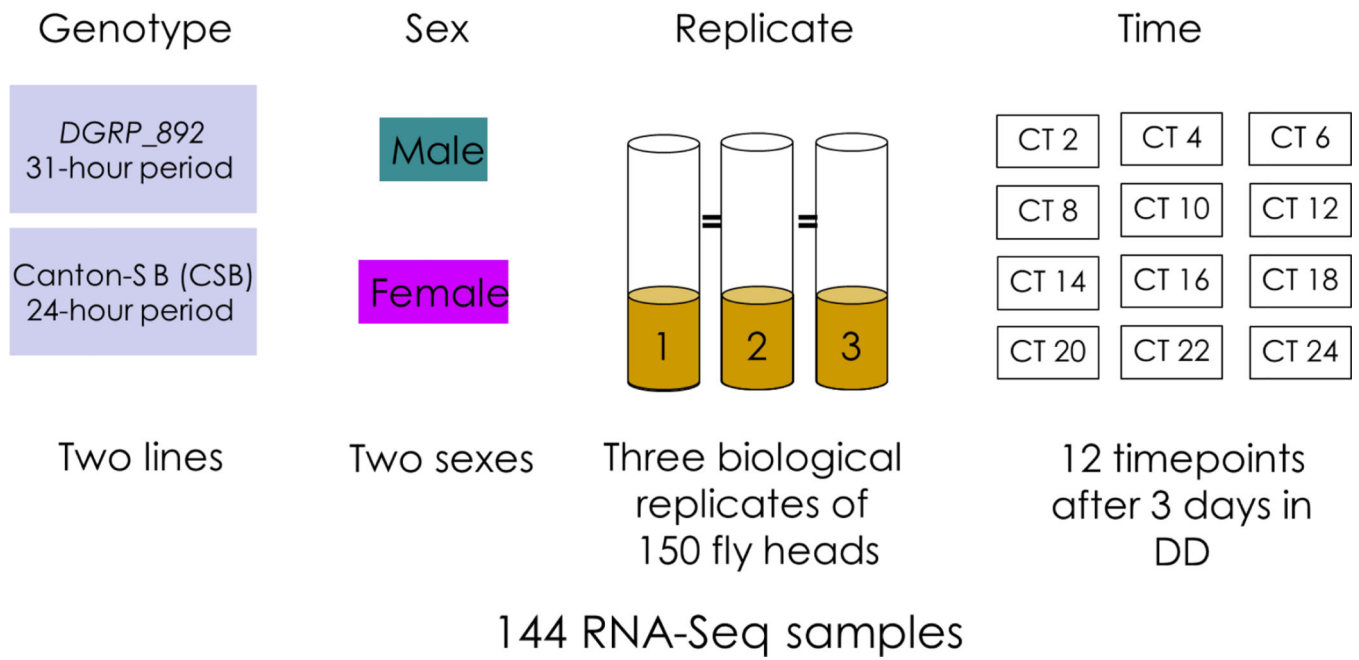 Genotype
Sex
Replicate
Time
DGRP_892
31-hour period
Canton-S B (CSB)
24-hour period
Male
Female
=
=
1
2
3
CT 2
CT 4
CT 6
CT 8
CT 10
CT 12
CT 14
CT 16
CT 18
CT 20
CT 22
CT 24
Two lines
Two sexes
Three biological
replicates of
150 fly heads
12 timepoints
after 3 days in
DD
144 RNA-Seq samples